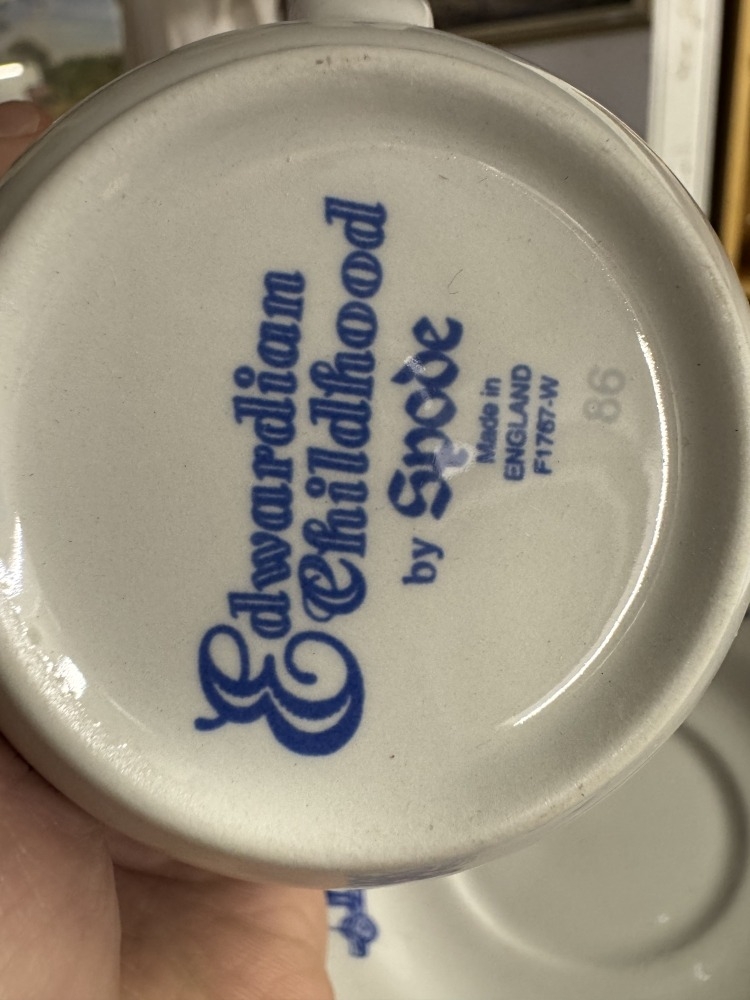 Edwardian
Childhood
by Spode
Made in
ENGLAND
F1767-W
86